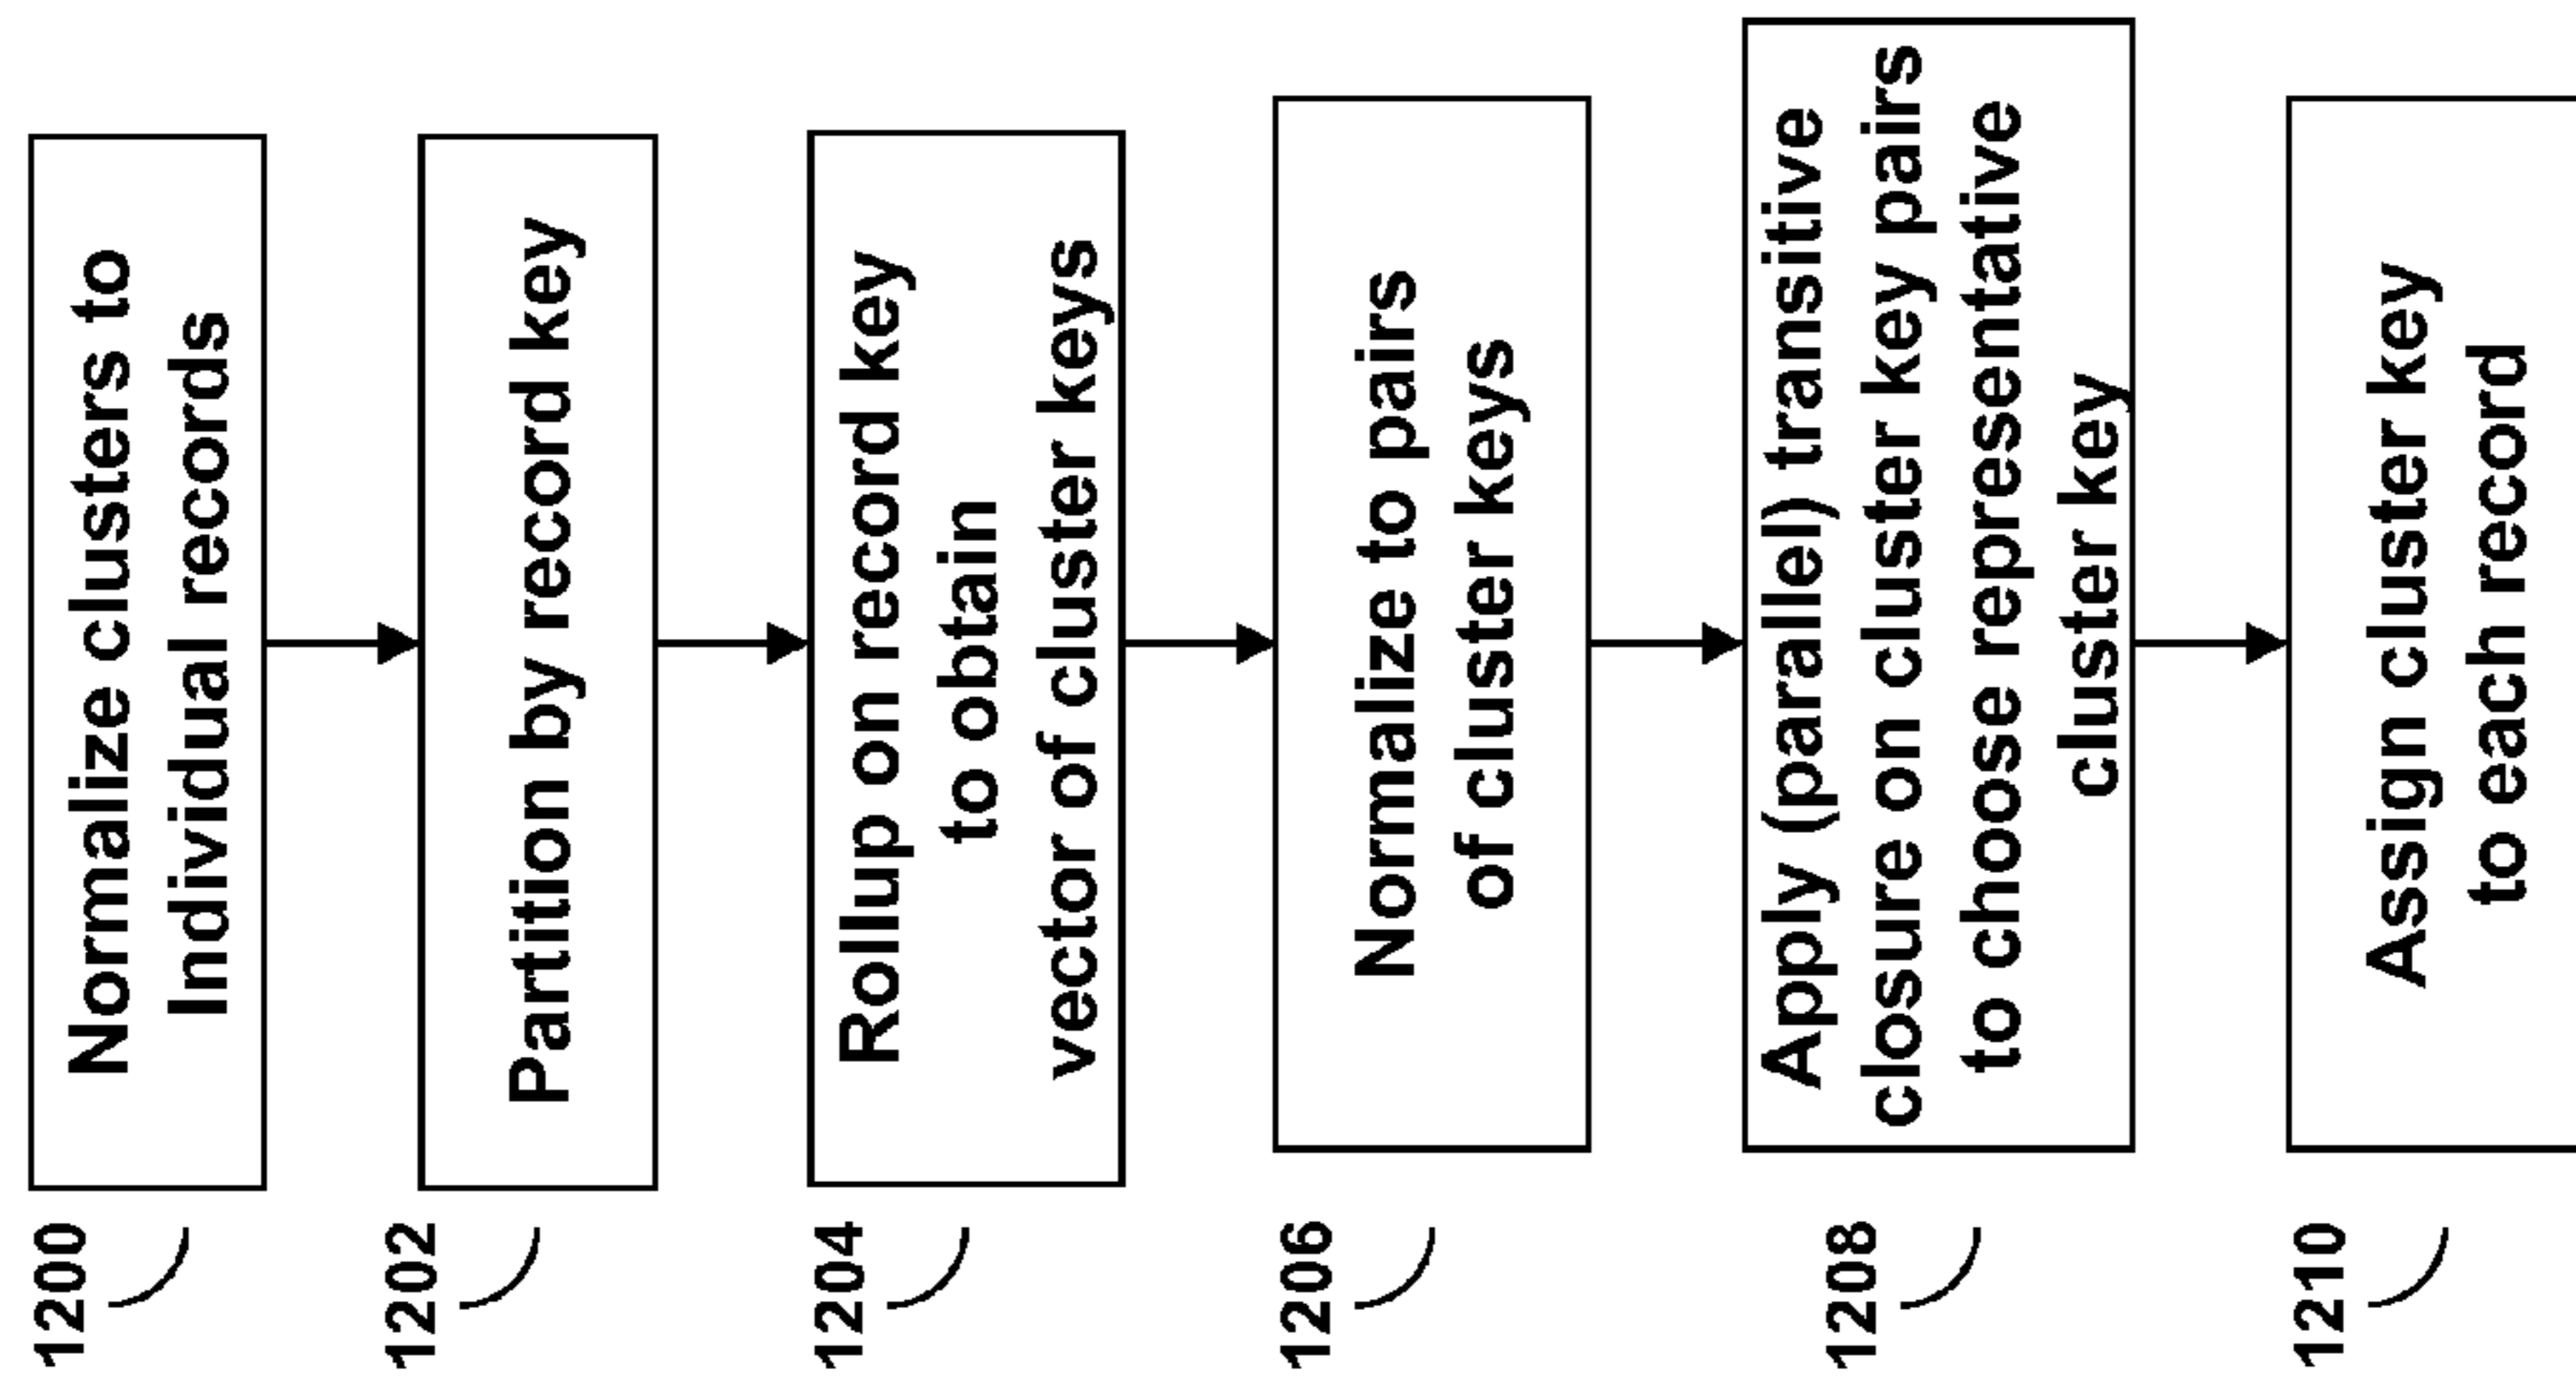 1200
Normalize clusters to
Individual records
1202
Partition by record key
1204
Rollup on record key
to obtain
vector of cluster keys
1206
Normalize to pairs
of cluster keys
1208
Apply (parallel) transitive
closure on cluster key pairs
to choose representative
cluster key
1210
Assign cluster key
to each record